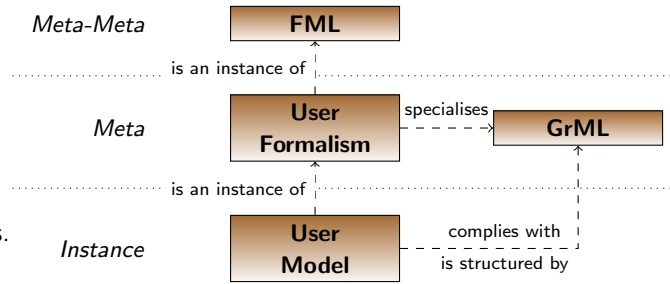 Meta-Meta
FML
is an instance of
Meta
User
Formalism
specialises
GrML
is an instance of
s.
Instance
User
Model
complies with
is structured by